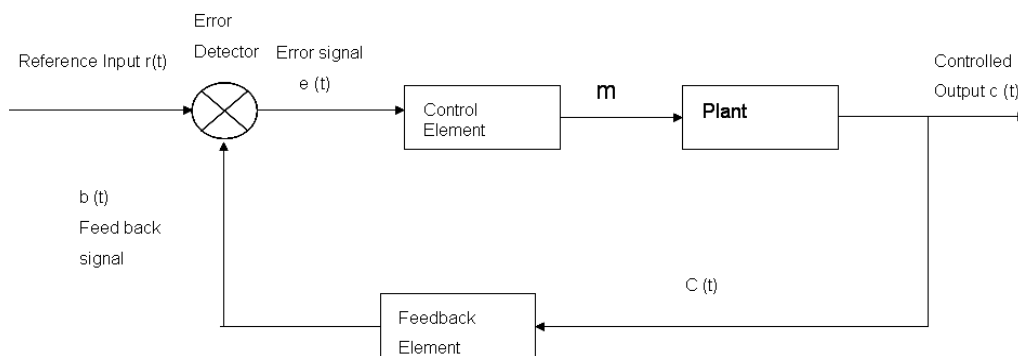 Error
Detector
Reference Input r(t)
Error signal
e (t)
Control
Element
m
Plant
Controlled
Output c (t)
b (t)
Feed back
signal
C (t)
Feedback
Element